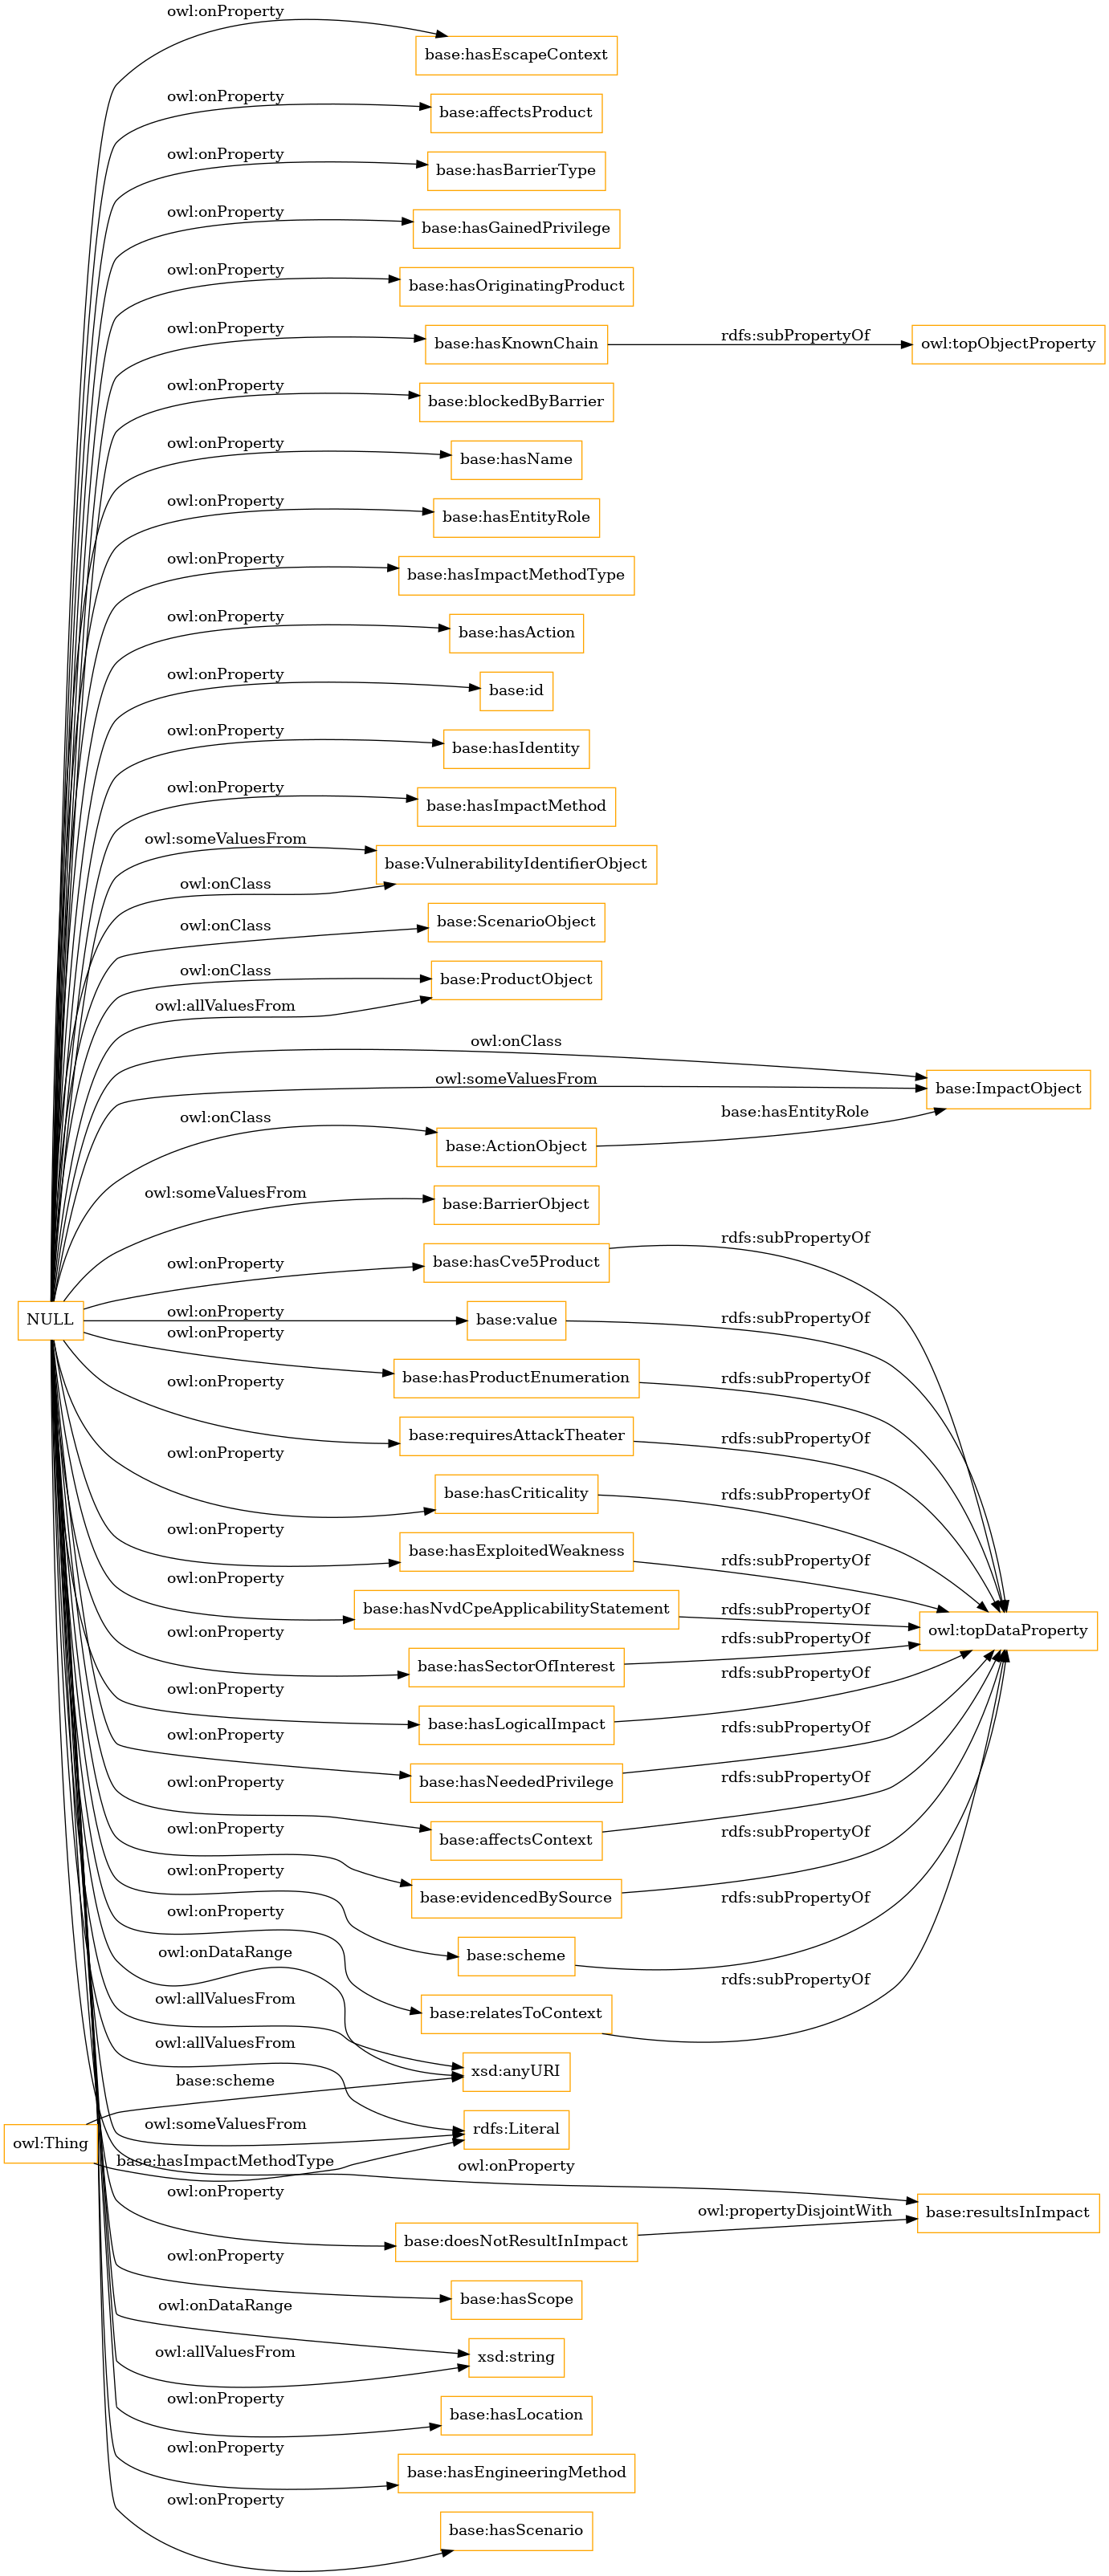 owl:onProperty
base:hasEscapeContext
owl:onProperty
base:affectsProduct
owl:onProperty
base:hasBarrierType
owl:onProperty
base:hasGainedPrivilege
owl:onProperty
base:hasOriginatingProduct
owl:onProperty
base:hasKnownChain
rdfs:subPropertyOf
owl:topObjectProperty
owl:onProperty
base:blockedByBarrier
owl:onProperty
base:hasName
owl:onProperty
base:hasEntityRole
owl:onProperty
base:hasImpactMethodType
owl:onProperty
base:hasAction
owl:onProperty
base:id
owl:onProperty
base:hasIdentity
owl:onProperty
base:hasImpactMethod
owl:someValuesFrom
base:VulnerabilityIdentifierObject
owl:onClass
owl:onClass
base:ScenarioObject
owl:onClass
base:ProductObject
owl:allValuesFrom
owl:onClass
owl:someValuesFrom
base:ImpactObject
owl:onClass
base:ActionObject
base:hasEntityRole
owl:someValuesFrom
base:BarrierObject
owl:onProperty
base:hasCve5Product
rdfs:subPropertyOf
NULL
owl:onProperty
base:value
rdfs:subPropertyOf
owl:onProperty
base:hasProductEnumeration
rdfs:subPropertyOf
owl:onProperty
base:requiresAttackTheater
rdfs:subPropertyOf
owl:onProperty
base:hasCriticality
rdfs:subPropertyOf
owl:onProperty
base:hasExploitedWeakness
rdfs:subPropertyOf
owl:onProperty
base:hasNvdCpeApplicabilityStatement
rdfs:subPropertyOf
owl:topDataProperty
owl:onProperty
base:hasSectorOfInterest
rdfs:subPropertyOf
owl:onProperty
base:hasLogicalImpact
rdfs:subPropertyOf
owl:onProperty
base:hasNeededPrivilege
rdfs:subPropertyOf
owl:onProperty
base:affectsContext
rdfs:subPropertyOf
owl:onProperty
base:evidencedBySource
rdfs:subPropertyOf
owl:onProperty
base:scheme
rdfs:subPropertyOf
owl:onProperty
base:relatesToContext
rdfs:subPropertyOf
owl:onDataRange
owl:allValuesFrom
xsd:anyURI
owl:allValuesFrom
base:scheme
owl:Thing
owl:someValuesFrom
rdfs:Literal
base:hasImpactMethodType
owl:onProperty
base:resultsInImpact
owl:onProperty
base:doesNotResultInImpact
owl:propertyDisjointWith
owl:onProperty
base:hasScope
owl:onDataRange
xsd:string
owl:allValuesFrom
owl:onProperty
base:hasLocation
owl:onProperty
base:hasEngineeringMethod
owl:onProperty
base:hasScenario